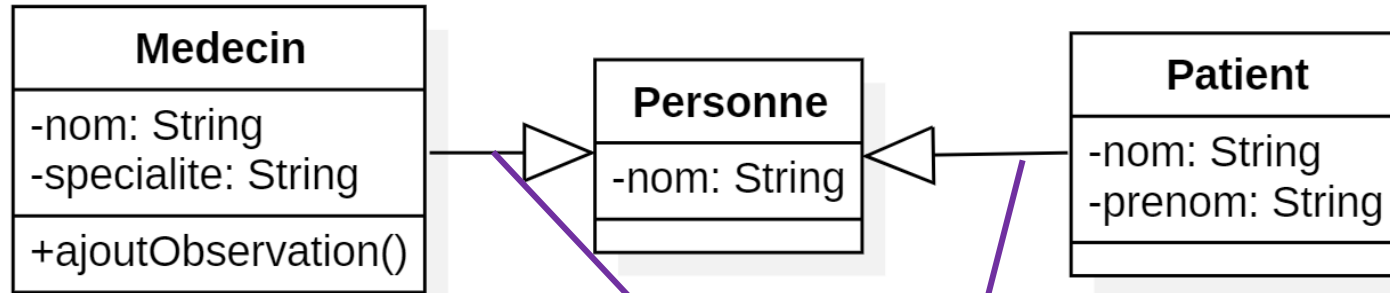 Medecin
-nom: String
-specialite: String
+ajoutObservation()
Personne
-nom: String
Patient
-nom: String
-prenom: String